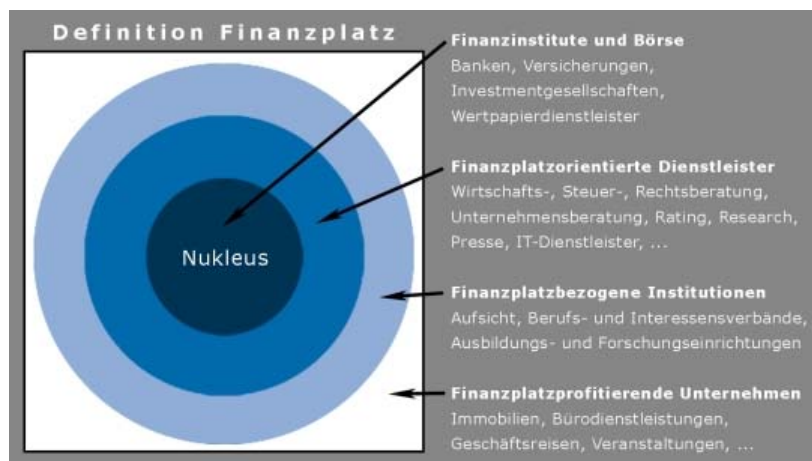 Definition Finanzplatz
Nukleus
Finanzinstitute und Börse
Banken, Versicherungen,
Investmentgesellschaften,
Wertpapierdienstleister
Finanzplatzorientierte Dienstleister
Wirtschafts-, Steuer-, Rechtsberatung,
Unternehmensberatung, Rating, Research,
Presse, IT-Dienstleister, ...
Finanzplatzbezogene Institutionen
Aufsicht, Berufs- und Interessensverbände,
Ausbildungs- und Forschungseinrichtungen
Finanzplatzprofitierende Unternehmen
Immobilien, Bürodienstleistungen,
Geschäftsreisen, Veranstaltungen, ...